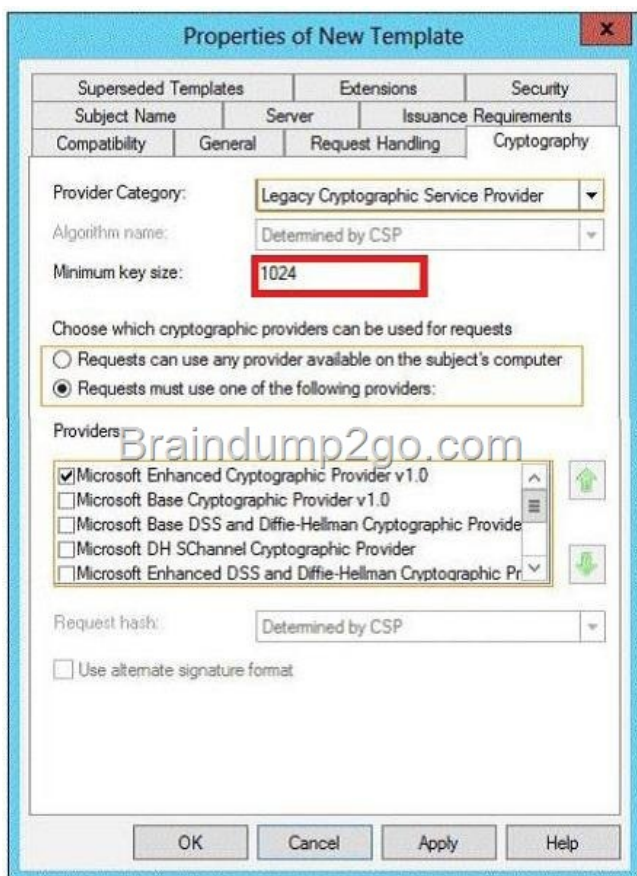 Properties of New Template
x
Superseded Templates Extensions Security
Subject Name Server Issuance Requirements
Compatibility General Request Handling Cryptography
Provider Category: Legacy Cryptographic Service Provider
Algorithm name: Determined by CSP
Minimum key size: 1024
Choose which cryptographic providers can be used for requests
Requests can use any provider available on the subject's computer
Requests must use one of the following providers:
Providers:
Braindump2go.com
Microsoft Enhanced Cryptographic Provider v1.0
Microsoft Base Cryptographic Provider v1.0
Microsoft Base DSS and Diffie-Hellman Cryptographic Provide
Microsoft DH SChannel Cryptographic Provider
Microsoft Enhanced DSS and Diffie-Hellman Cryptographic Pr
Request hash: Determined by CSP
Use alternate signature format
OK Cancel Apply Help